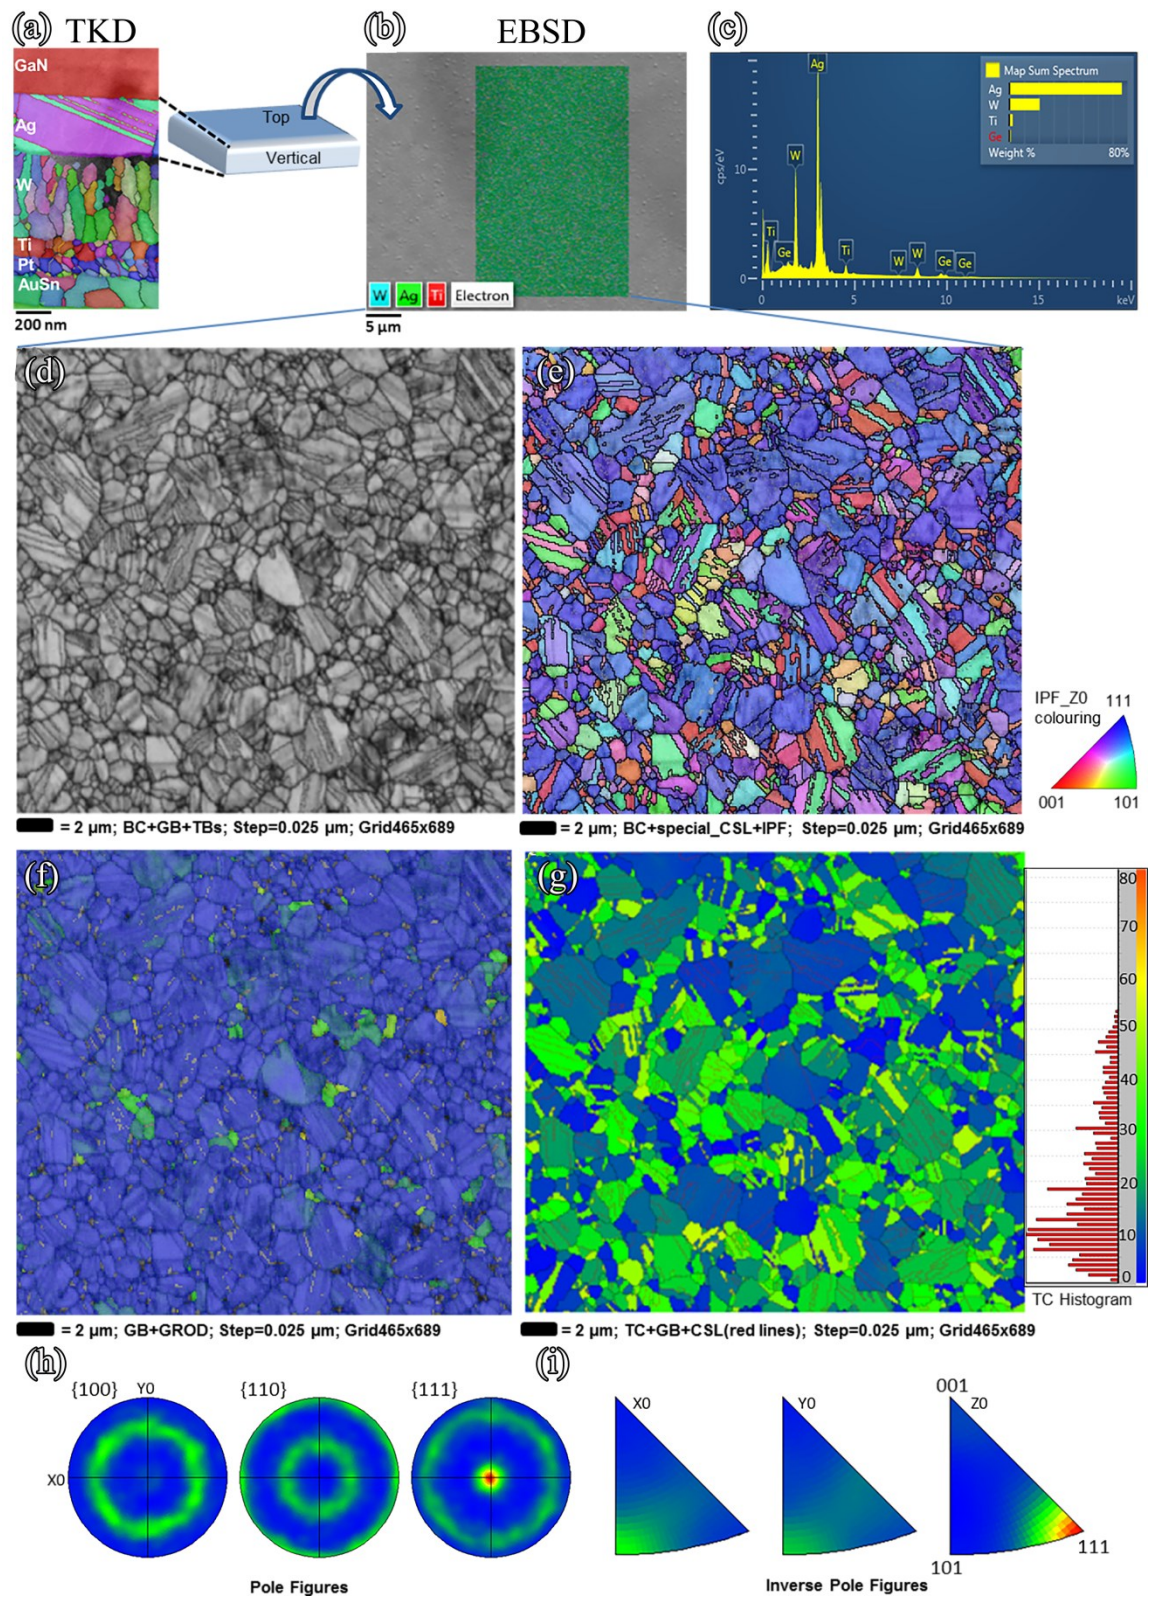 (a) TKD
(b) EBSD
(c)
GaN
Ag
W
Ti
Pt
AuSn
200 nm
Top
Vertical
W Ag Ti Electron
5 µm
Map Sum Spectrum
Ag
W
Ti
Ge
Weight % 80%
cps/eV
10
0
Ag
W
Ti
Ge
Ti
W
W
Ge
Ge
0 5 10 15 keV
(d)
(e)
IPF_Z0 111
colouring
001 101
= 2 µm; BC+GB+TBs; Step=0.025 µm; Grid465x689
= 2 µm; BC+special_CSL+IPF; Step=0.025 µm; Grid465x689
(f)
(g)
80
70
60
50
40
30
20
10
0
TC Histogram
= 2 µm; GB+GROD; Step=0.025 µm; Grid465x689
= 2 µm; TC+GB+CSL(red lines); Step=0.025 µm; Grid465x689
(h)
{100} Y0 {110} {111}
X0
Pole Figures
(i)
X0 Y0 001 Z0
101 111
Inverse Pole Figures